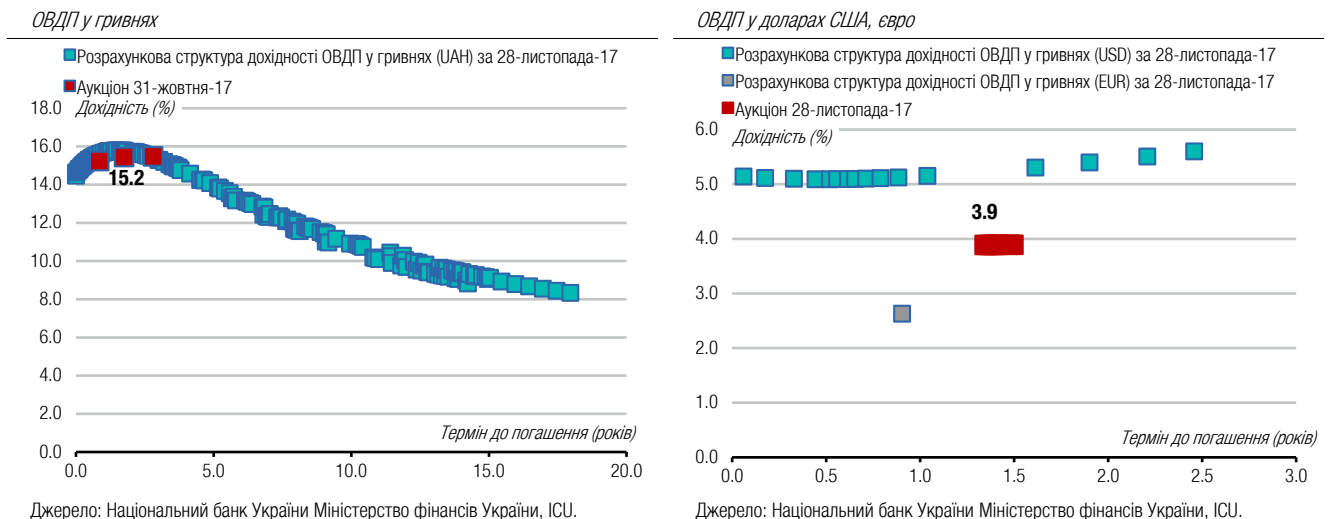 ОВДП у гривнях
Розрахункова структура дохідності ОВДП у гривнях (UAH) за 28-листопада-17
Аукціон 31-жовтня-17
Дохідність (%)
18.0
16.0
14.0
12.0
10.0
8.0
6.0
4.0
2.0
0.0
15.2
Термін до погашення (років)
0.0 5.0 10.0 15.0 20.0
Джерело: Національний банк України Міністерство фінансів України, ICU.
ОВДП у доларах США, євро
Розрахункова структура дохідності ОВДП у гривнях (USD) за 28-листопада-17
Розрахункова структура дохідності ОВДП у гривнях (EUR) за 28-листопада-17
Аукціон 28-листопада-17
Дохідність (%)
6.0
5.0
4.0
3.0
2.0
1.0
0.0
3.9
Термін до погашення (років)
0.0 0.5 1.0 1.5 2.0 2.5 3.0
Джерело: Національний банк України Міністерство фінансів України, ICU.